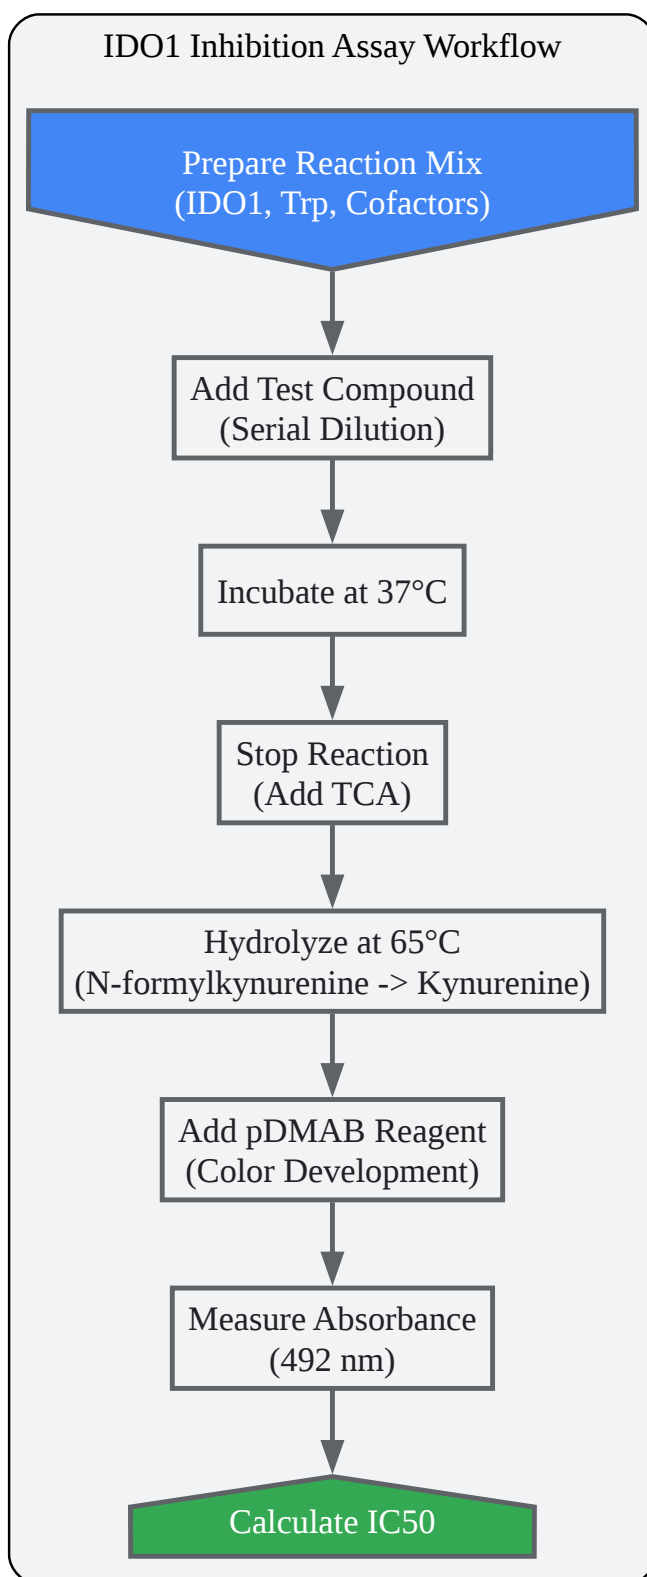 IDO1 Inhibition Assay Workflow
Prepare Reaction Mix
(IDO1, Trp, Cofactors)
Add Test Compound
(Serial Dilution)
Incubate at 37°C
Stop Reaction
(Add TCA)
Hydrolyze at 65°C
(N-formylkynurenine -> Kynurenine)
Add pDMAB Reagent
(Color Development)
Measure Absorbance
(492 nm)
Calculate IC50